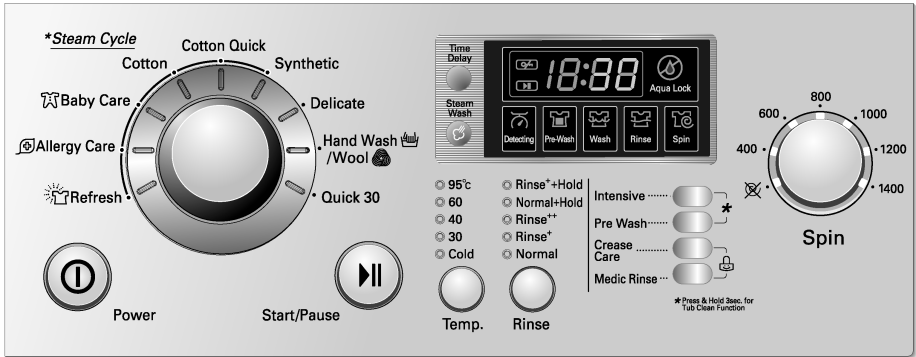 *Steam Cycle
Cotton Quick
Cotton
Synthetic
Baby Care
Delicate
Allergy Care
Hand Wash
/Wool
Refresh
Quick 30
Power
Start/Pause
Time
Delay
Steam
Wash
18:88
Aqua Lock
Detecting
Pre-Wash
Wash
Rinse
Spin
95°c
60
40
30
Cold
Temp.
Rinse⁺+Hold
Normal+Hold
Rinse⁺⁺
Rinse⁺
Normal
Rinse
Intensive
Pre Wash
*
Crease
Care
Medic Rinse
*Press & Hold 3sec. for
Tub Clean Function
400
600
800
1000
1200
1400
Spin